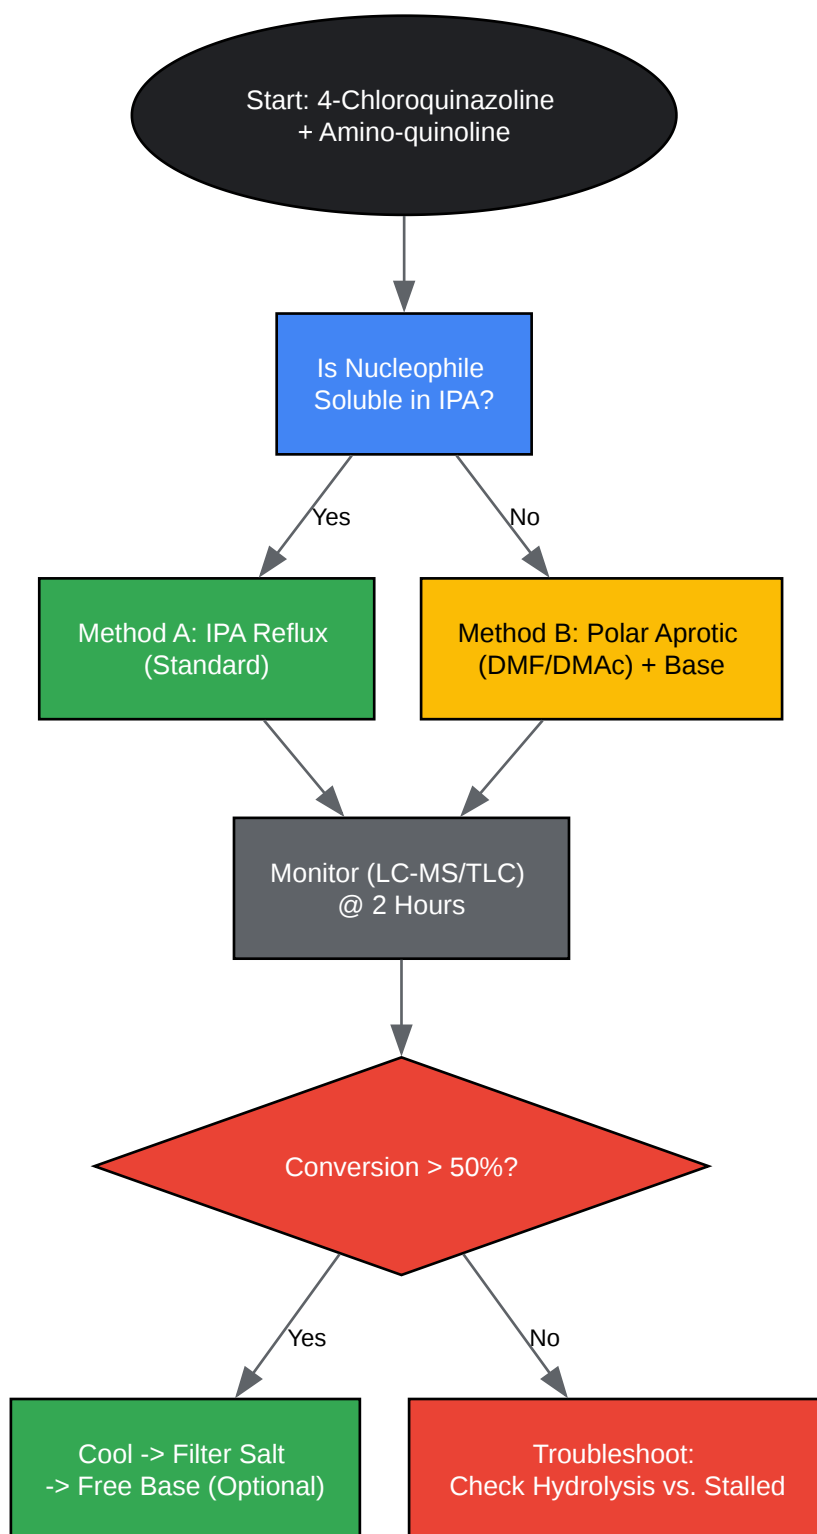 Start: 4-Chloroquinazoline
+ Amino-quinoline
Is Nucleophile
Soluble in IPA?
Yes
No
Method A: IPA Reflux
(Standard)
Method B: Polar Aprotic
(DMF/DMAc) + Base
Monitor (LC-MS/TLC)
@ 2 Hours
Conversion > 50%?
Yes
No
Cool -> Filter Salt
-> Free Base (Optional)
Troubleshoot:
Check Hydrolysis vs. Stalled